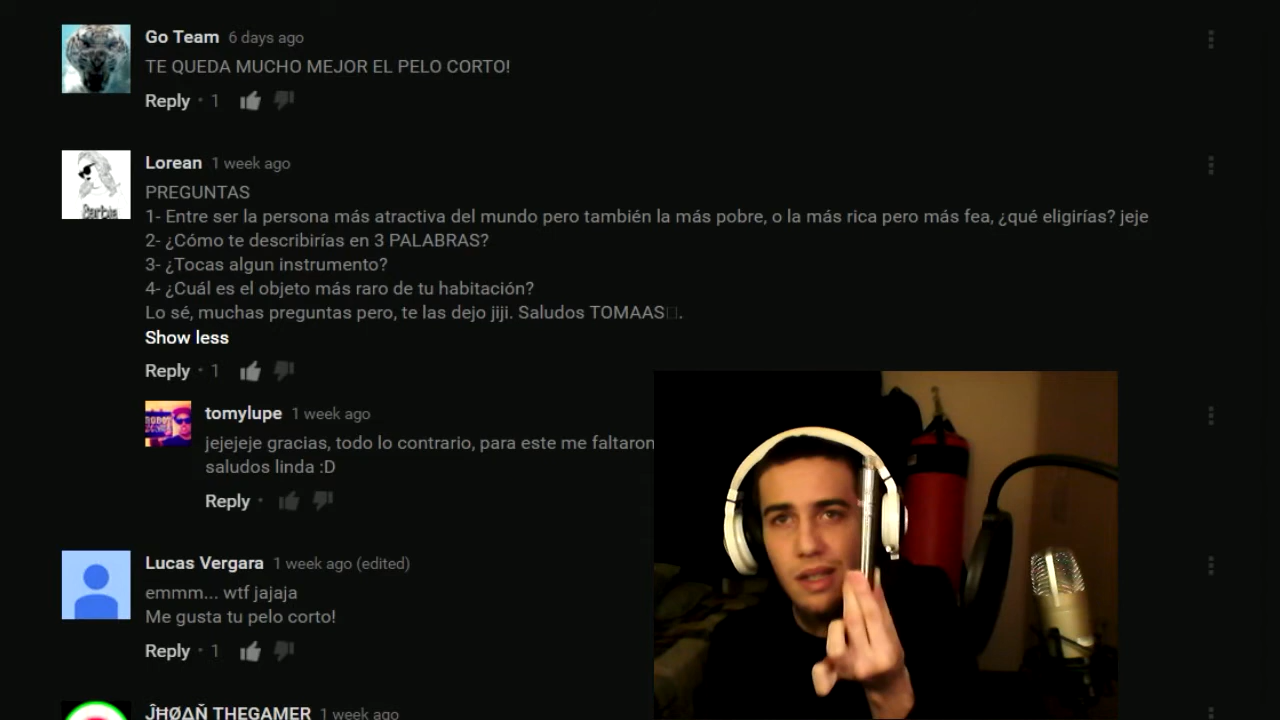 Go Team 6 days ago
TE QUEDA MUCHO MEJOR EL PELO CORTO!
Reply · 1
Lorean 1 week ago
PREGUNTAS
1- Entre ser la persona más atractiva del mundo pero también la más pobre, o la más rica pero más fea, ¿qué eligirías? jeje
2- ¿Cómo te describirías en 3 PALABRAS?
3- ¿Tocas algun instrumento?
4- ¿Cuál es el objeto más raro de tu habitación?
Lo sé, muchas preguntas pero, te las dejo jiji. Saludos TOMAAS□.
Show less
Reply · 1
tomylupe 1 week ago
jejejeje gracias, todo lo contrario, para este me faltaron
saludos linda :D
Reply ·
Lucas Vergara 1 week ago (edited)
emmm... wtf jajaja
Me gusta tu pelo corto!
Reply · 1
ĴĦØΔŇ THEGAMER 1 week ago